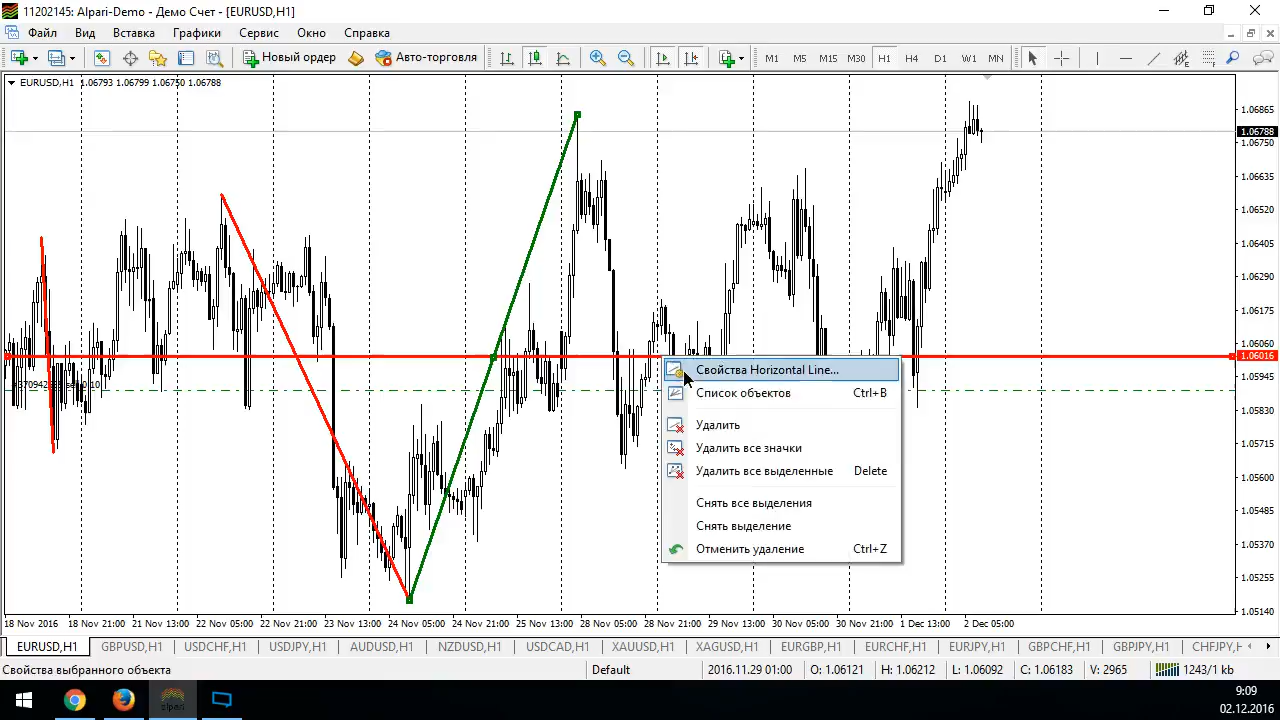 11202145: Alpari-Demo - Демо Счет - [EURUSD,H1]
Файл Вид Вставка Графики Сервис Окно Справка
Новый ордер Авто-торговля M1 M5 M15 M30 H1 H4 D1 W1 MN
EURUSD,H1 1.06793 1.06799 1.06750 1.06788
1.06865
1.06788
1.06750
1.06635
1.06520
1.06405
1.06290
1.06175
1.06060
1.06016
1.05945
1.05830
1.05715
1.05600
1.05485
1.05370
1.05255
1.05140
Свойства Horizontal Line...
Список объектов Ctrl+B
Удалить
Удалить все значки
Удалить все выделенные Delete
Снять все выделения
Снять выделение
Отменить удаление Ctrl+Z
18 Nov 2016 18 Nov 21:00 21 Nov 13:00 22 Nov 05:00 22 Nov 21:00 23 Nov 13:00 24 Nov 05:00 24 Nov 21:00 25 Nov 13:00 28 Nov 05:00 28 Nov 21:00 29 Nov 13:00 30 Nov 05:00 30 Nov 21:00 1 Dec 13:00 2 Dec 05:00
EURUSD,H1 GBPUSD,H1 USDCHF,H1 USDJPY,H1 AUDUSD,H1 NZDUSD,H1 USDCAD,H1 XAUUSD,H1 XAGUSD,H1 EURGBP,H1 EURCHF,H1 EURJPY,H1 GBPCHF,H1 GBPJPY,H1 CHFJPY,H
Свойства выбранного объекта Default 2016.11.29 01:00 O: 1.06121 H: 1.06212 L: 1.06092 C: 1.06183 V: 2965 1243/1 kb
alpari
9:09
02.12.2016